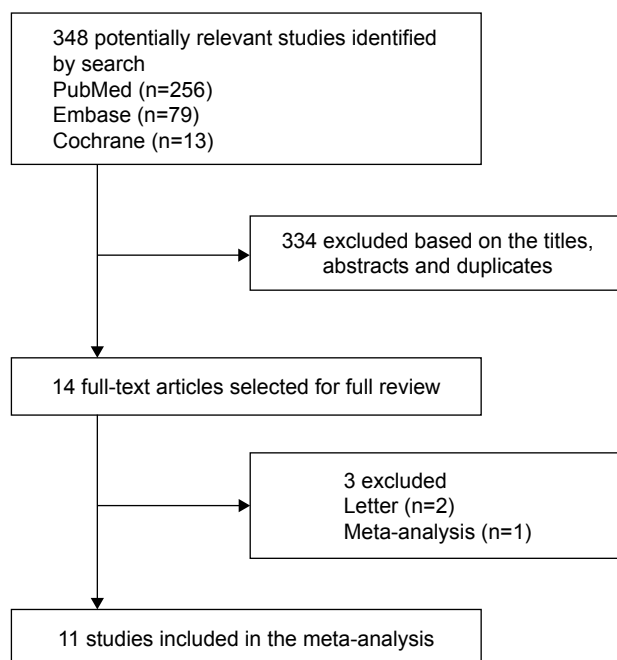 348 potentially relevant studies identified
by search
PubMed (n=256)
Embase (n=79)
Cochrane (n=13)
334 excluded based on the titles,
abstracts and duplicates
14 full-text articles selected for full review
3 excluded
Letter (n=2)
Meta-analysis (n=1)
11 studies included in the meta-analysis